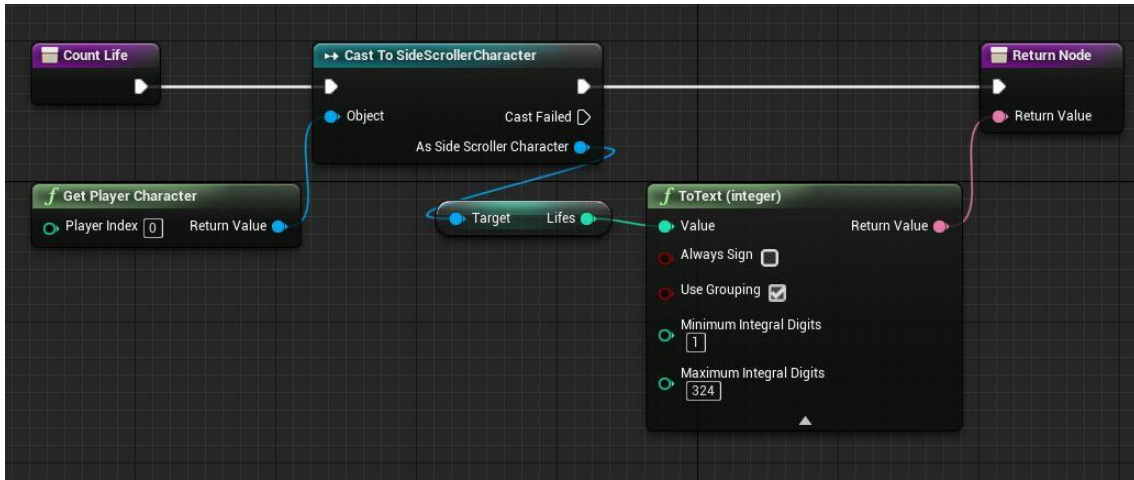 Count Life
Cast To SideScrollerCharacter
Object
Cast Failed
As Side Scroller Character
Return Node
Return Value
f Get Player Character
Player Index 0
Return Value
Target
Lifes
f ToText (integer)
Value
Return Value
Always Sign
Use Grouping
Minimum Integral Digits
1
Maximum Integral Digits
324